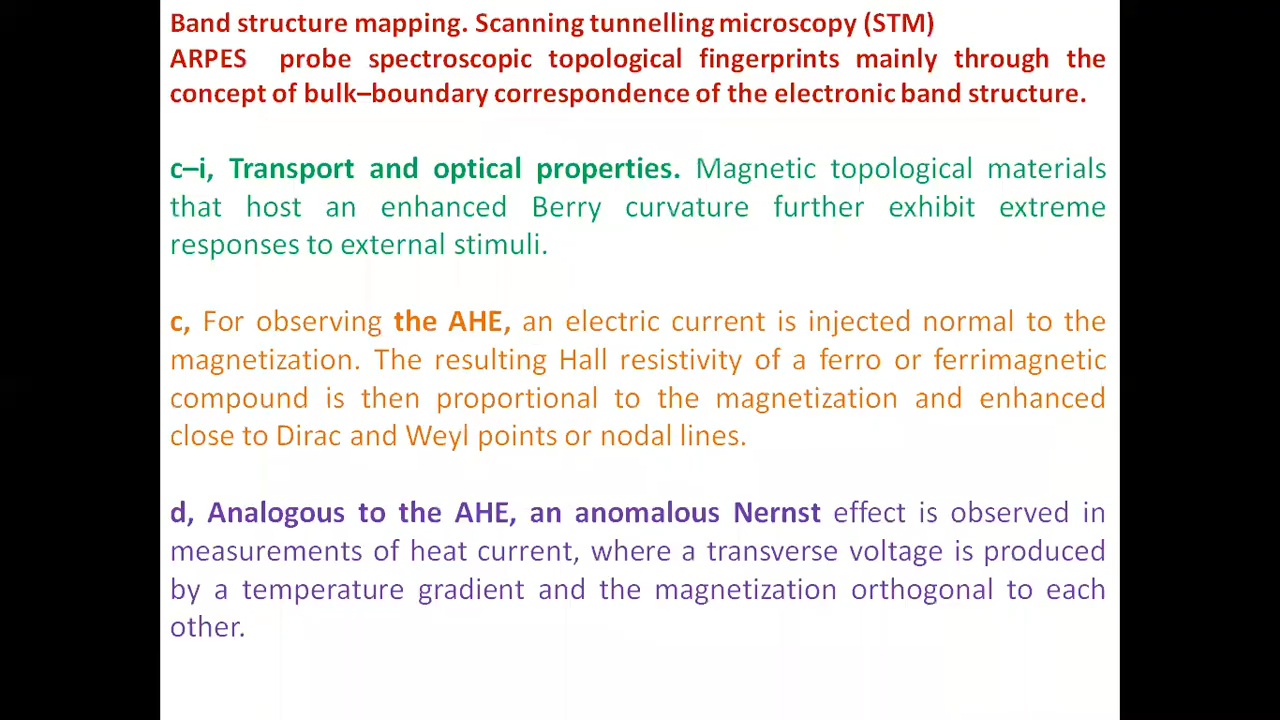 Band structure mapping. Scanning tunnelling microscopy (STM)
ARPES probe spectroscopic topological fingerprints mainly through the
concept of bulk–boundary correspondence of the electronic band structure.
c–i, Transport and optical properties. Magnetic topological materials
that host an enhanced Berry curvature further exhibit extreme
responses to external stimuli.
c, For observing the AHE, an electric current is injected normal to the
magnetization. The resulting Hall resistivity of a ferro or ferrimagnetic
compound is then proportional to the magnetization and enhanced
close to Dirac and Weyl points or nodal lines.
d, Analogous to the AHE, an anomalous Nernst effect is observed in
measurements of heat current, where a transverse voltage is produced
by a temperature gradient and the magnetization orthogonal to each
other.